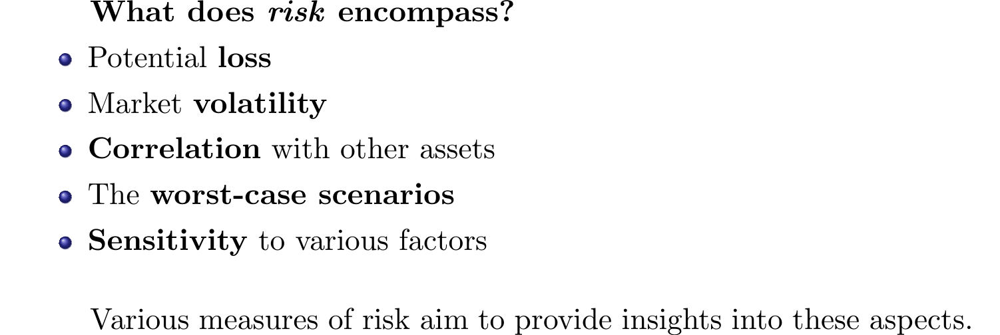 What does risk encompass?
Potential loss
Market volatility
Correlation with other assets
The worst-case scenarios
Sensitivity to various factors
Various measures of risk aim to provide insights into these aspects.